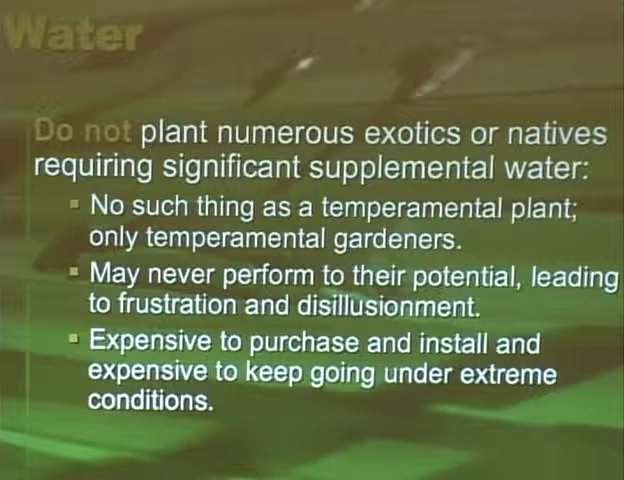 Water
Do not plant numerous exotics or natives
requiring significant supplemental water:
No such thing as a temperamental plant;
only temperamental gardeners.
May never perform to their potential, leading
to frustration and disillusionment.
Expensive to purchase and install and
expensive to keep going under extreme
conditions.